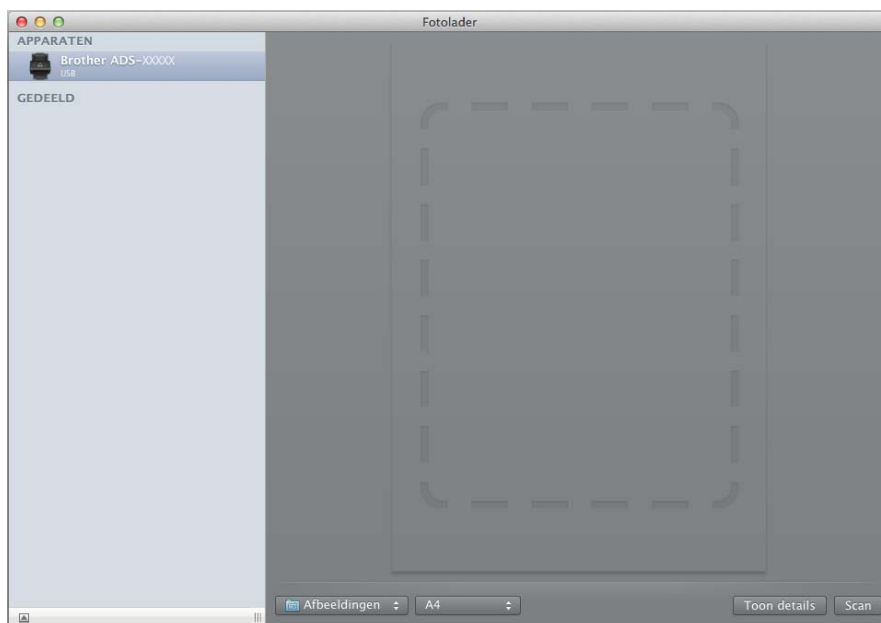 Fotolader
APPARATEN
Brother ADS-XXXXX
USB
GEDEELD
Afbeeldingen
A4
Toon details
Scan